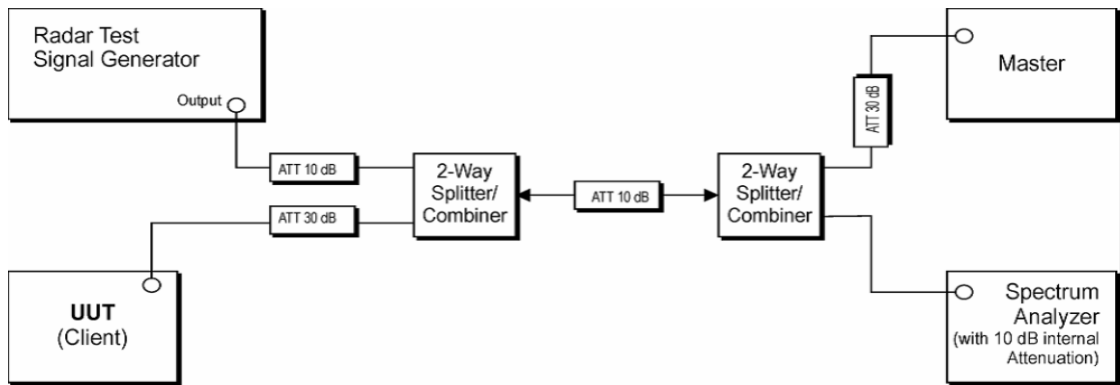 Radar Test
Signal Generator
Output
ATT 10 dB
2-Way
Splitter/
Combiner
ATT 30 dB
ATT 10 dB
2-Way
Splitter/
Combiner
ATT 30 dB
Master
UUT
(Client)
Spectrum
Analyzer
(with 10 dB internal
Attenuation)